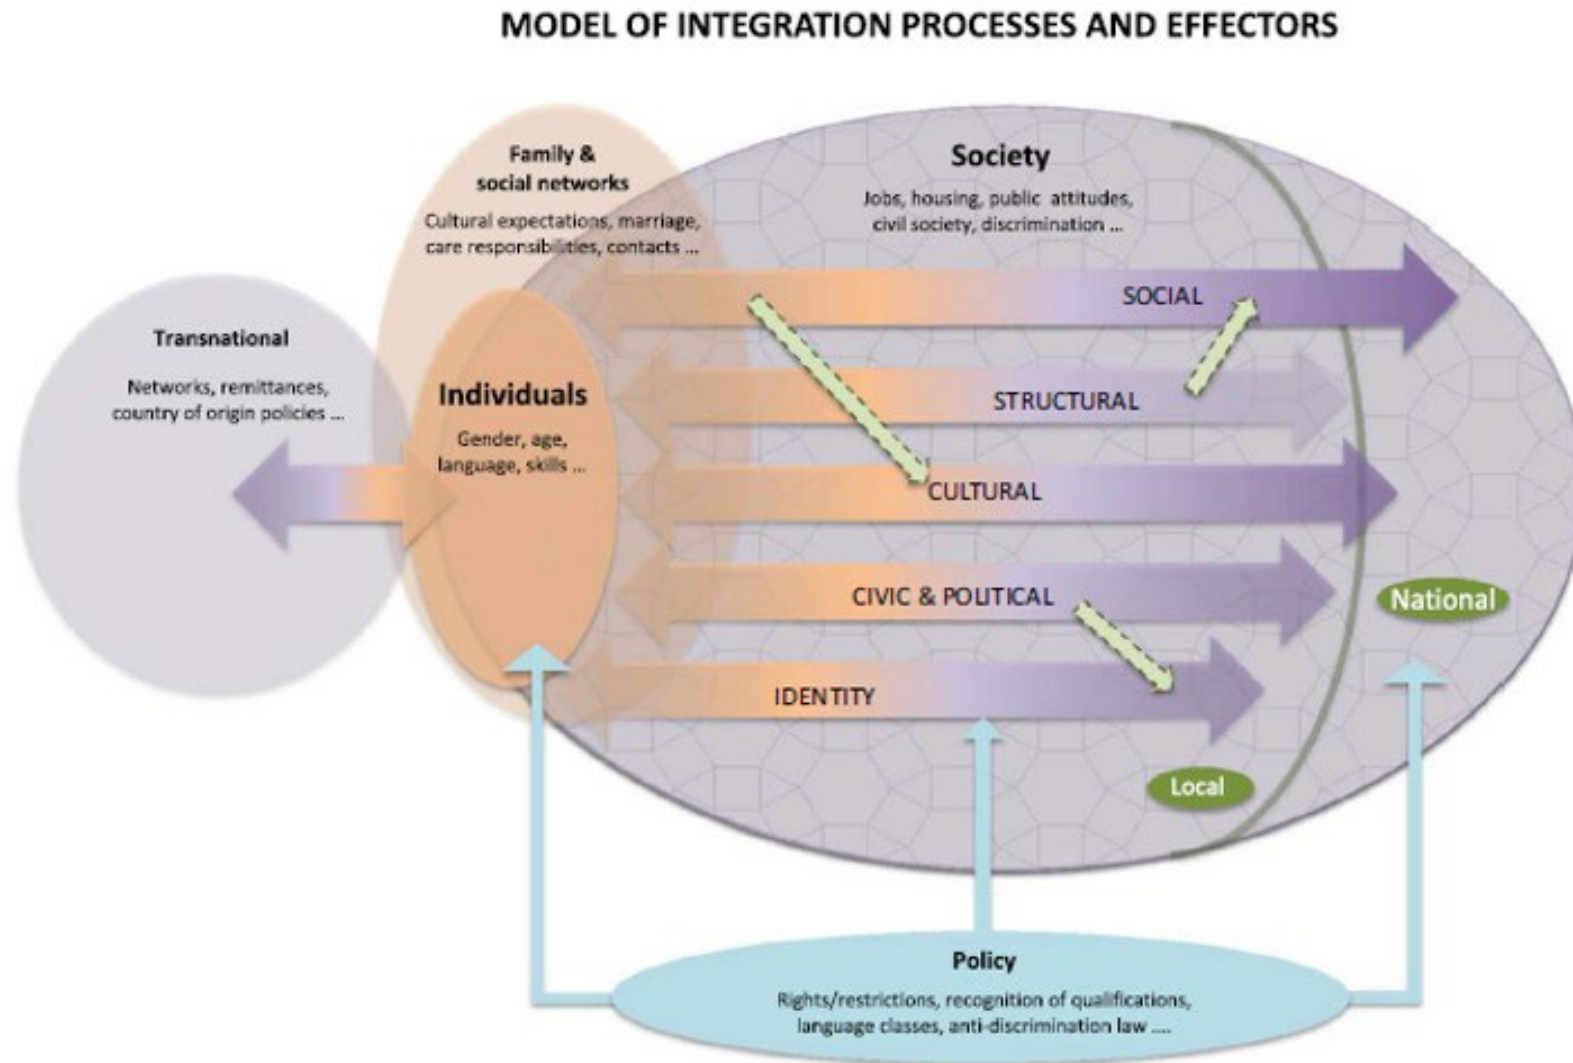 MODEL OF INTEGRATION PROCESSES AND EFFECTORS
Family &
social networks
Cultural expectations, marriage,
care responsibilities, contacts ...
Society
Jobs, housing, public attitudes,
civil society, discrimination ...
SOCIAL
Transnational
Networks, remittances,
country of origin policies ...
Individuals
Gender, age,
language, skills ...
STRUCTURAL
CULTURAL
CIVIC & POLITICAL
National
IDENTITY
Local
Policy
Rights/restrictions, recognition of qualifications,
language classes, anti-discrimination law ....